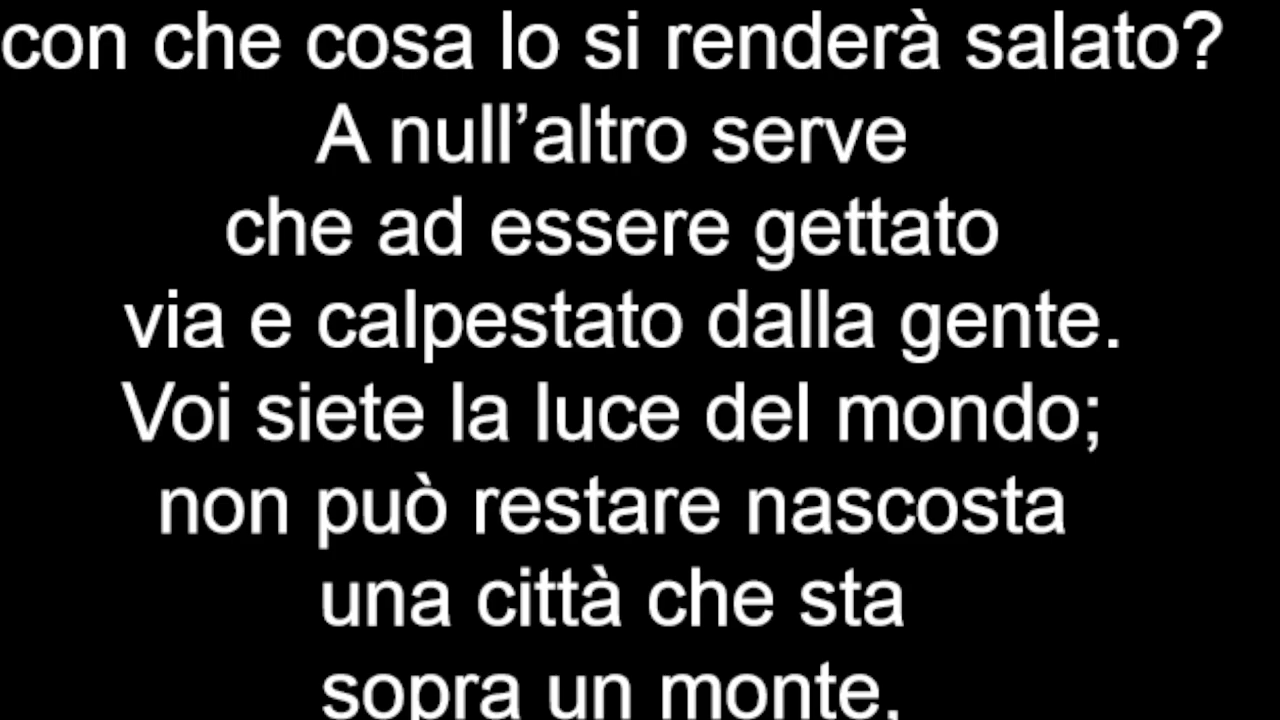 con che cosa lo si renderà salato?
A null’altro serve
che ad essere gettato
via e calpestato dalla gente.
Voi siete la luce del mondo;
non può restare nascosta
una città che sta
sopra un monte,